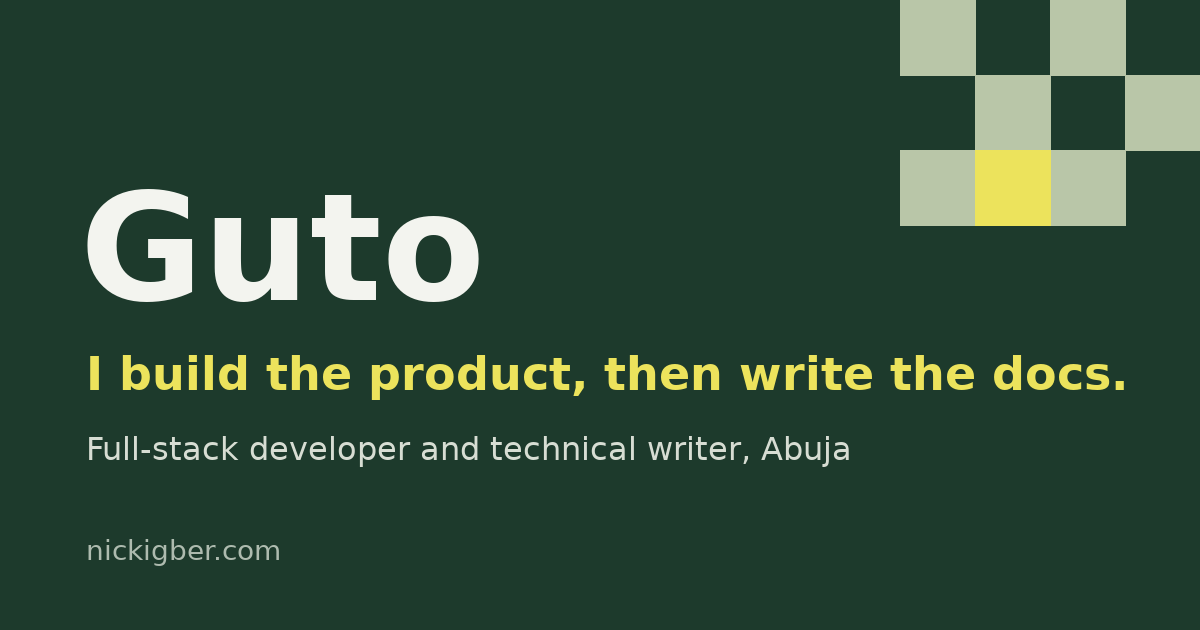 Guto
I build the product, then write the docs.
Full-stack developer and technical writer, Abuja
nickigber.com